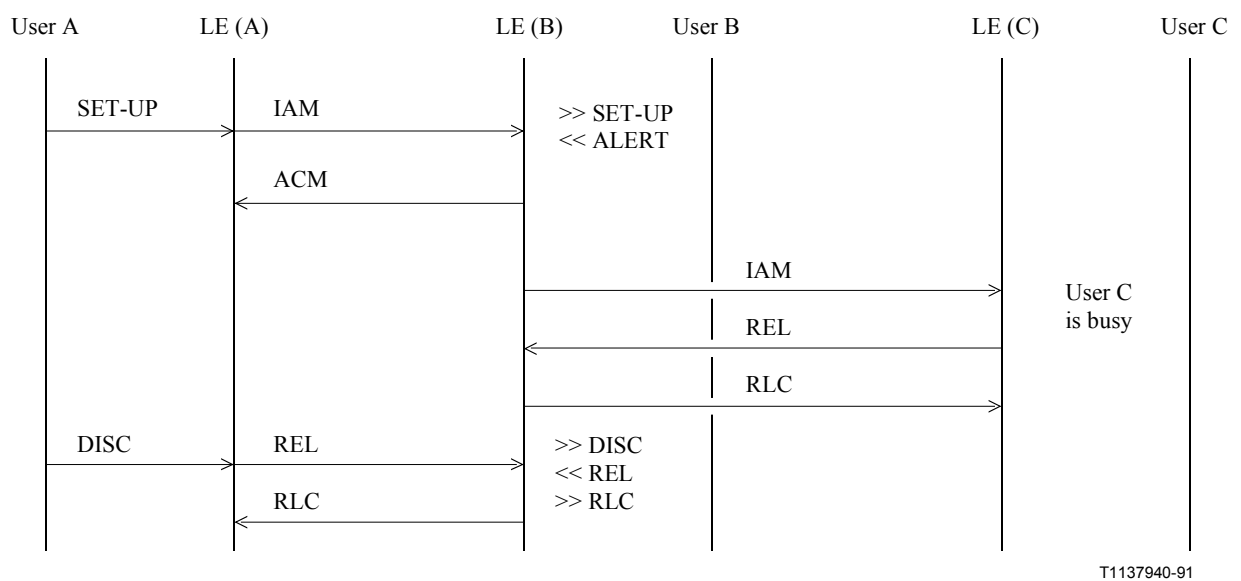 User A LE (A) LE (B) User B LE (C) User C
SET-UP IAM >> SET-UP
<< ALERT
ACM
IAM
User C
is busy
REL
RLC
DISC REL >> DISC
<< REL
RLC >> RLC
T1137940-91